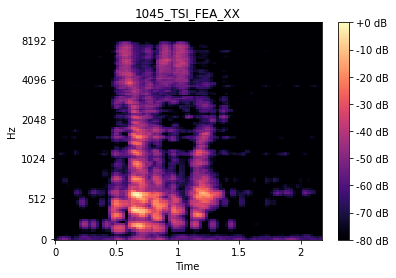 1045_TSI_FEA_XX
+0 dB
8192
-10 dB
4096
-20 dB
-30 dB
2048
Hz
-40 dB
1024
-50 dB
512
-60 dB
-70 dB
0
-80 dB
0
0.5
1
1.5
2
Time